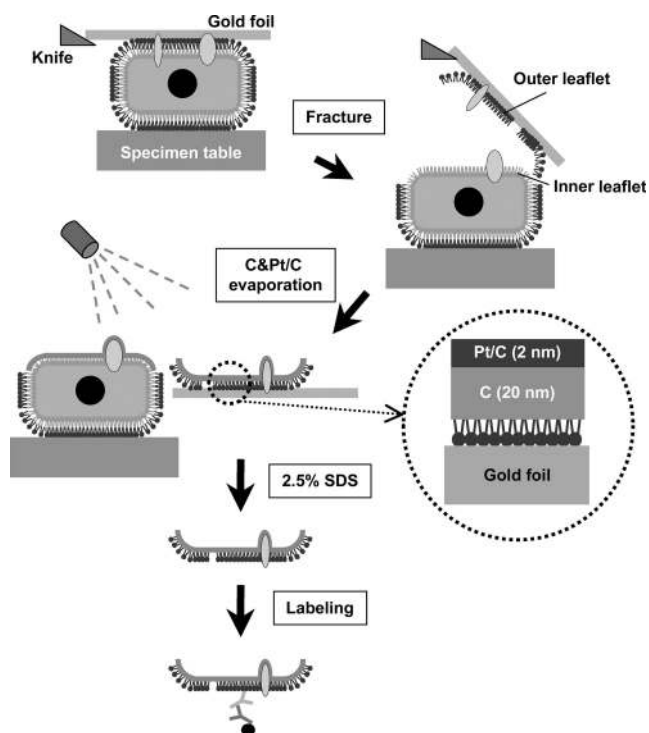 Gold foil
Knife
Specimen table
Fracture
Outer leaflet
Inner leaflet
C&Pt/C
evaporation
Pt/C (2 nm)
C (20 nm)
Gold foil
2.5% SDS
Labeling